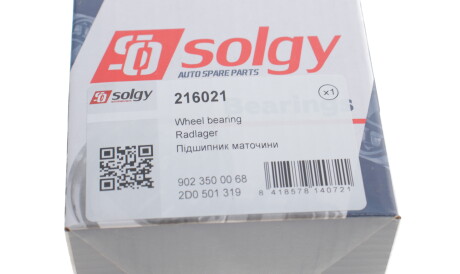 solgy
AUTO SPARE PARTS
solgy
216021
x1
Bearings
Wheel bearing
Radlager
Підшипник маточини
902 350 00 68
2D0 501 319
8 418578 140721